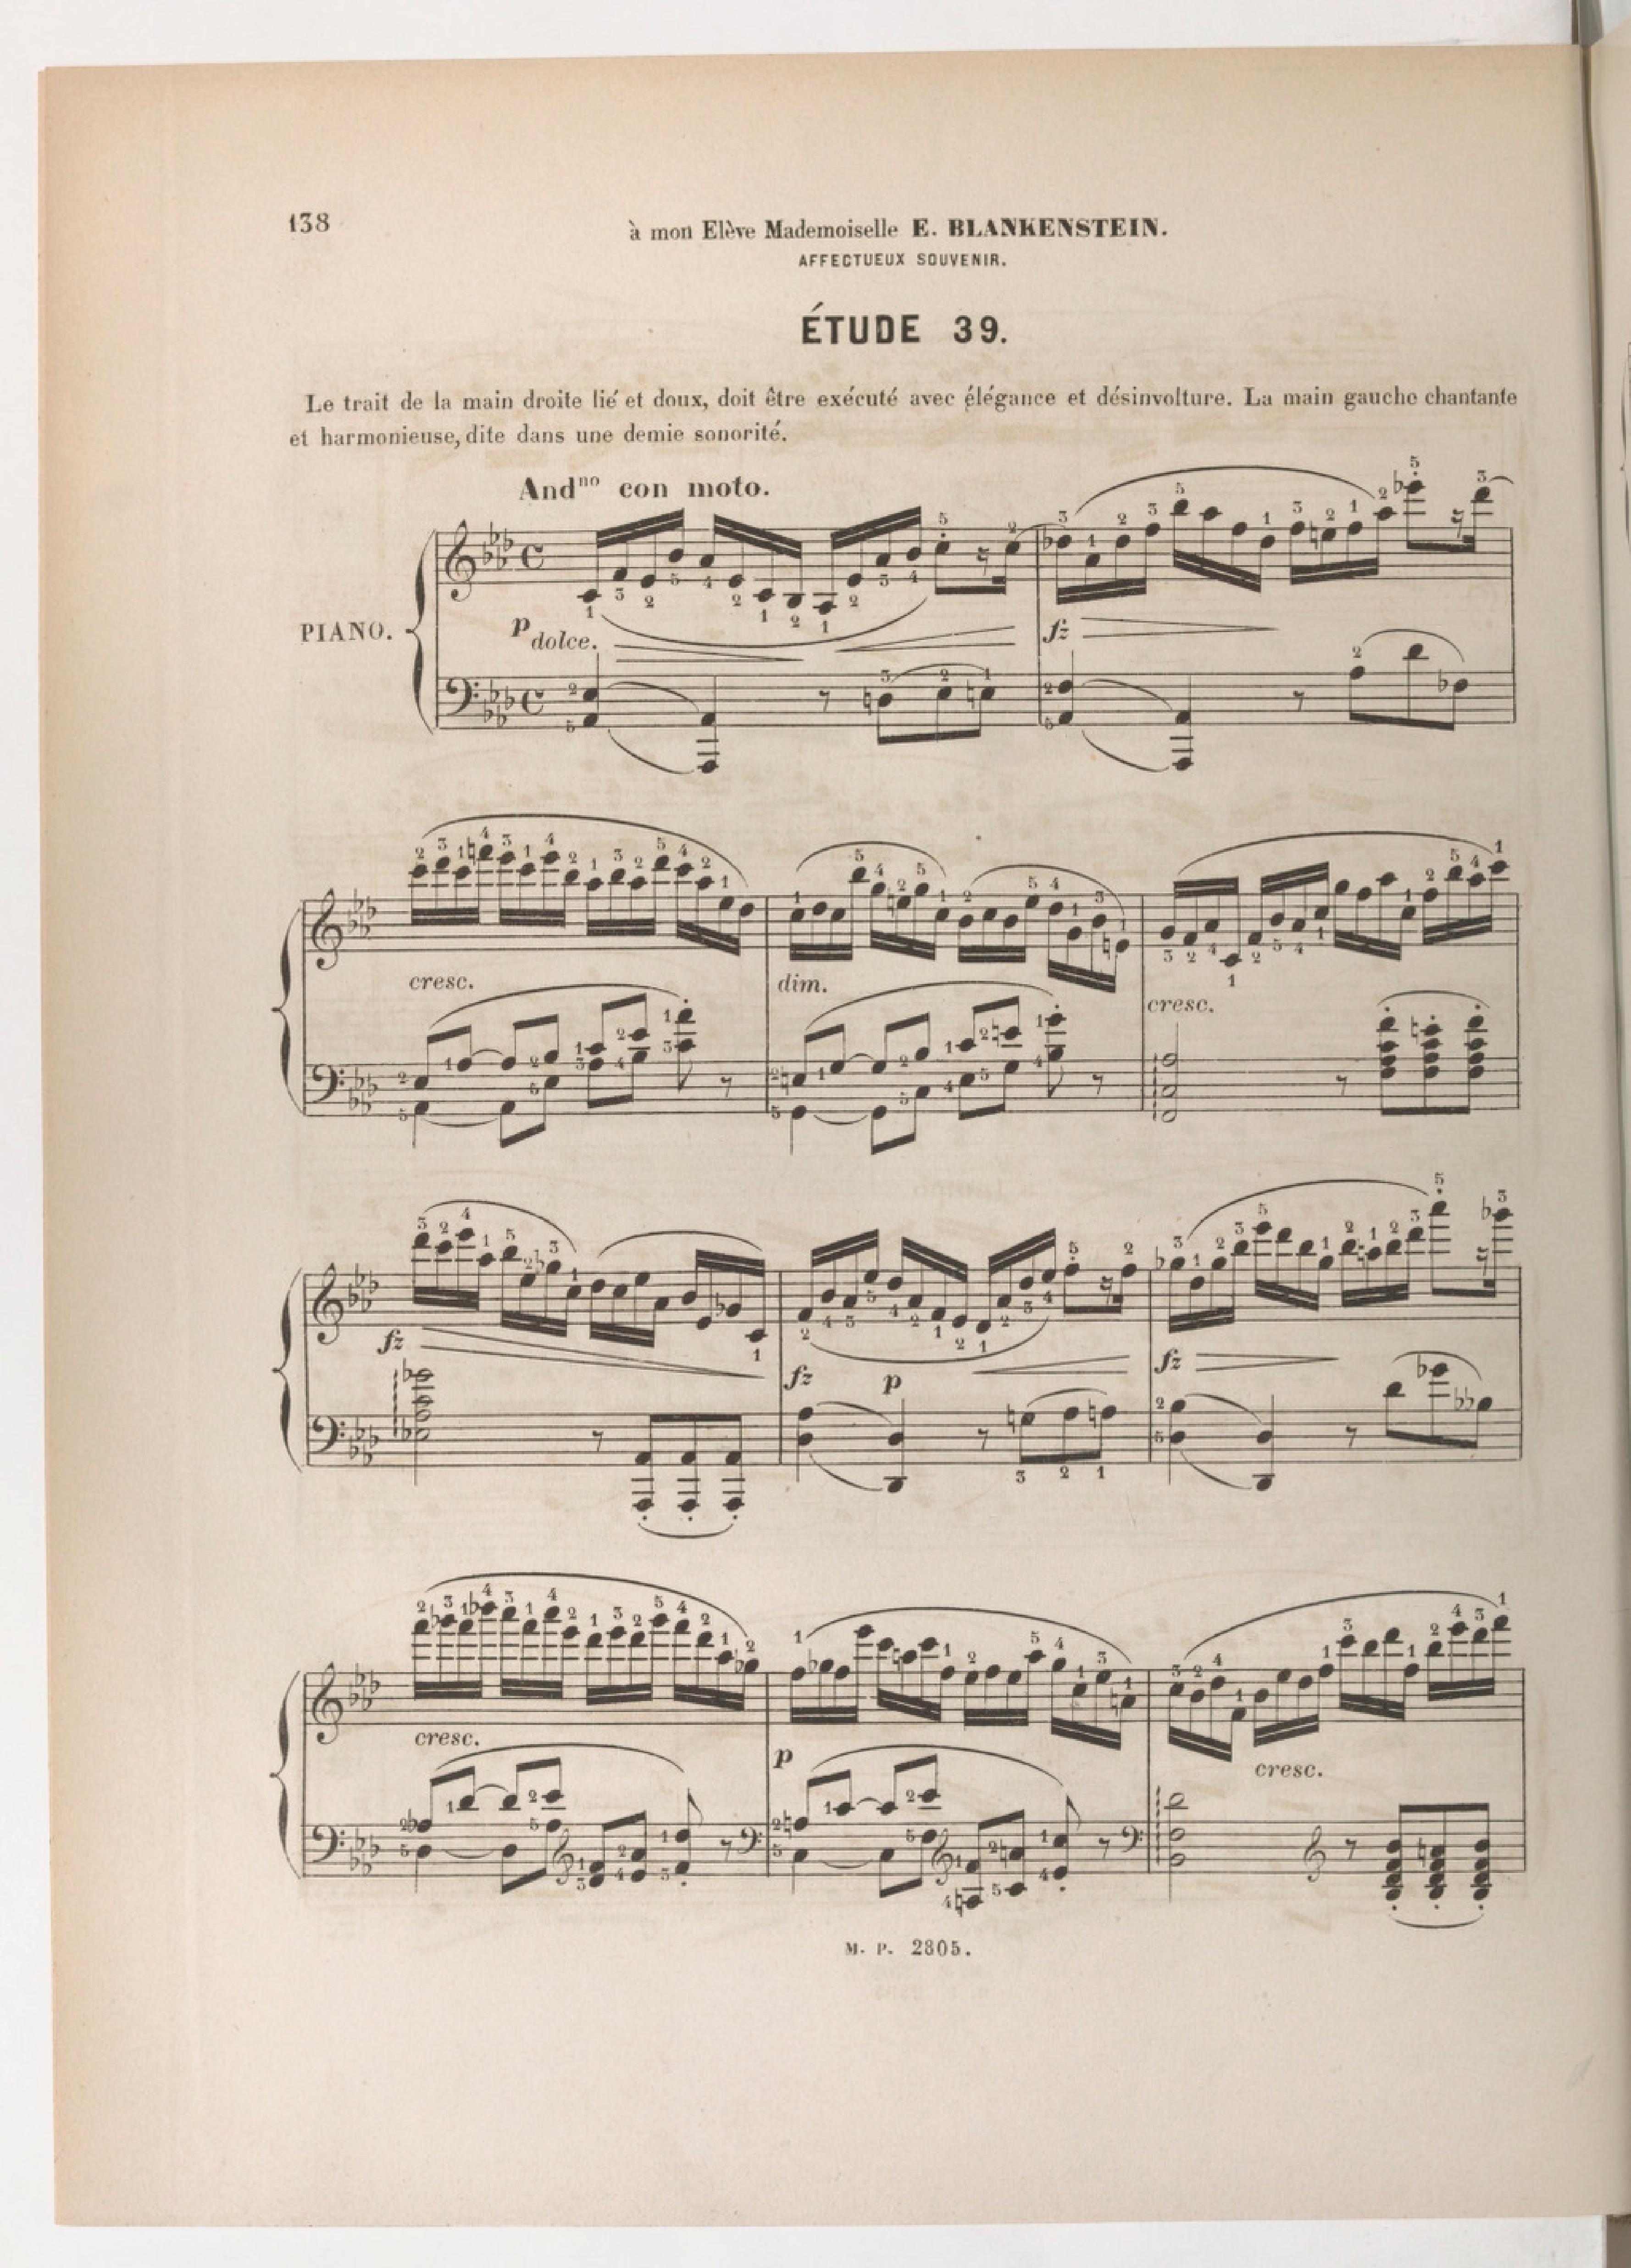 138
à mon Elève Mademoiselle E. BLANKENSTEIN.
AFFECTUEUX SOUVENIR.
ÉTUDE 39.
Le trait de la main droite lié et doux, doit être exécuté avec élégance et désinvolture. La main gauche chantante
et harmonieuse, dite dans une demie sonorité.
Andno con moto.
PIANO.
p dolce.
fz
cresc.
dim.
cresc.
fz
fz
p
fz
cresc.
p
cresc.
M. P. 2805.